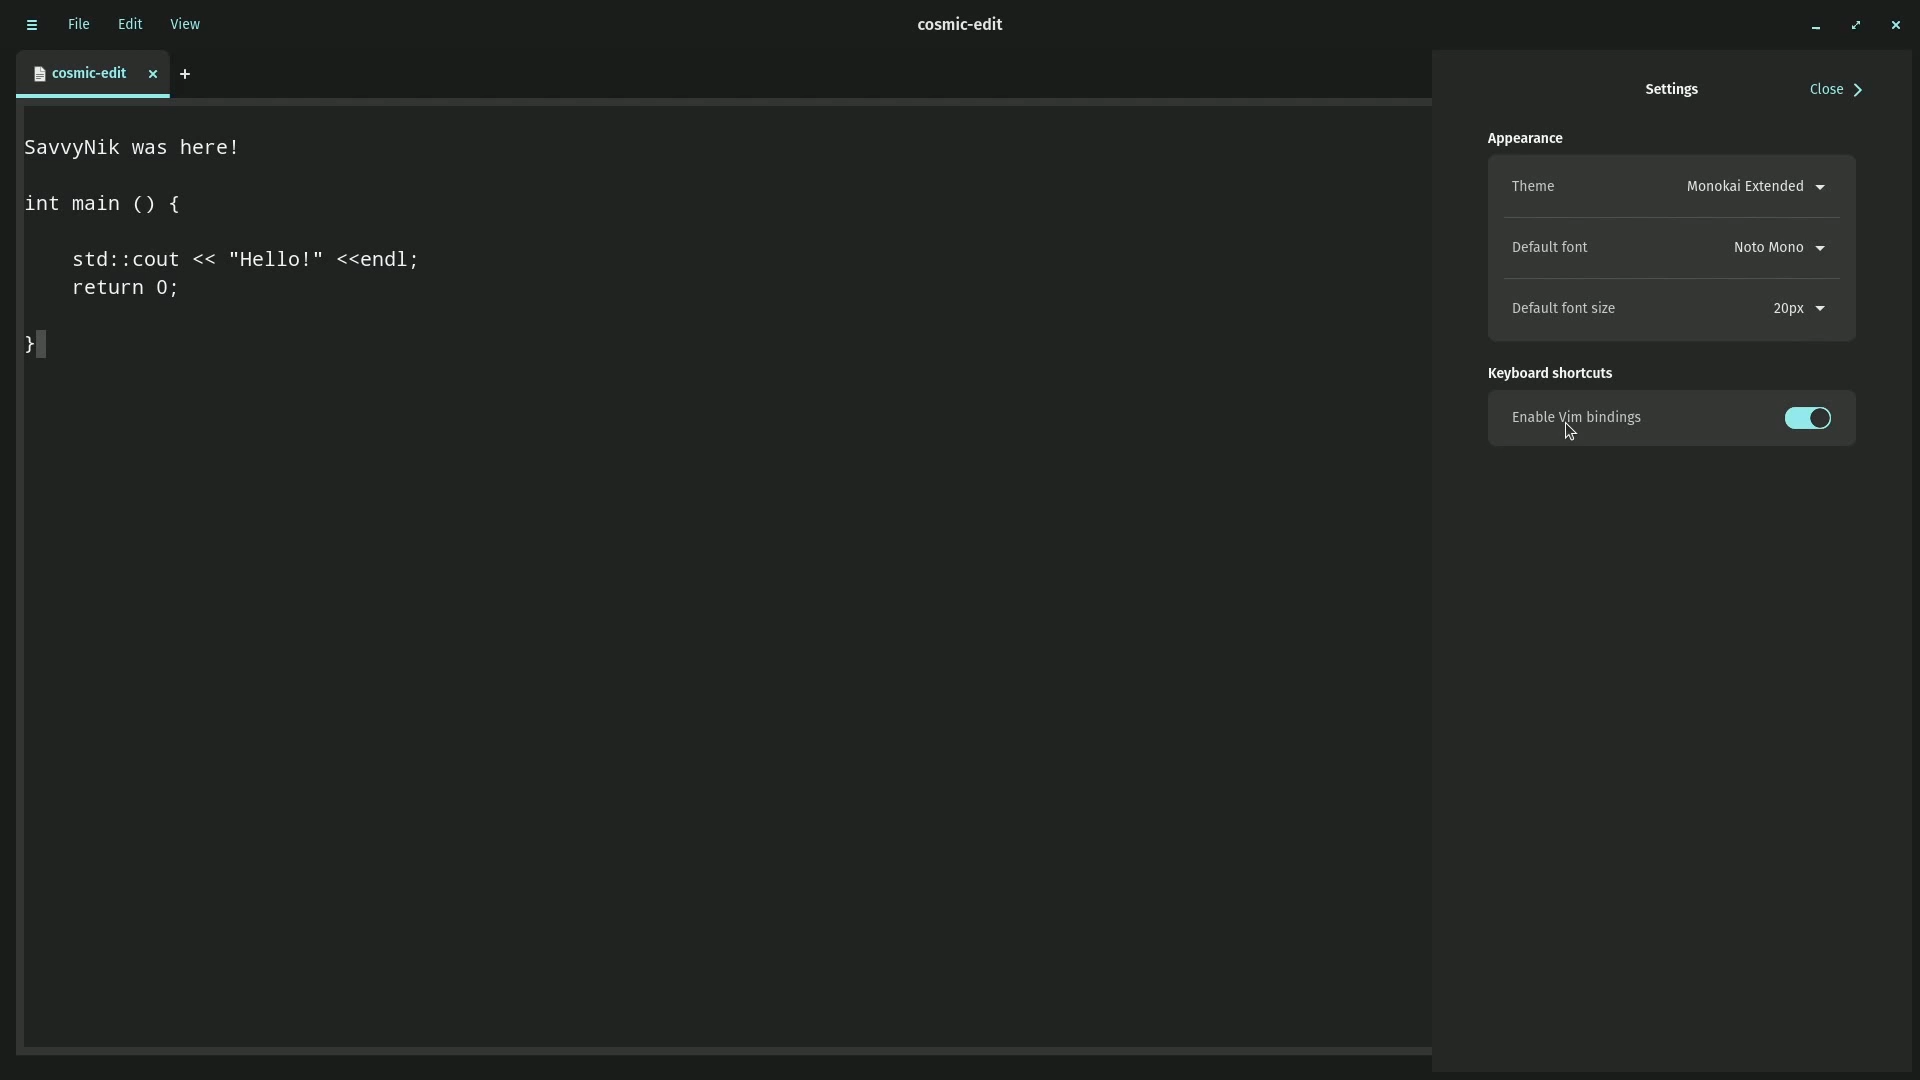 File Edit View cosmic-edit
cosmic-edit
SavvyNik was here!
int main () {
    std::cout << "Hello!" <<endl;
    return 0;
}
Settings Close
Appearance
Theme Monokai Extended
Default font Noto Mono
Default font size 20px
Keyboard shortcuts
Enable Vim bindings